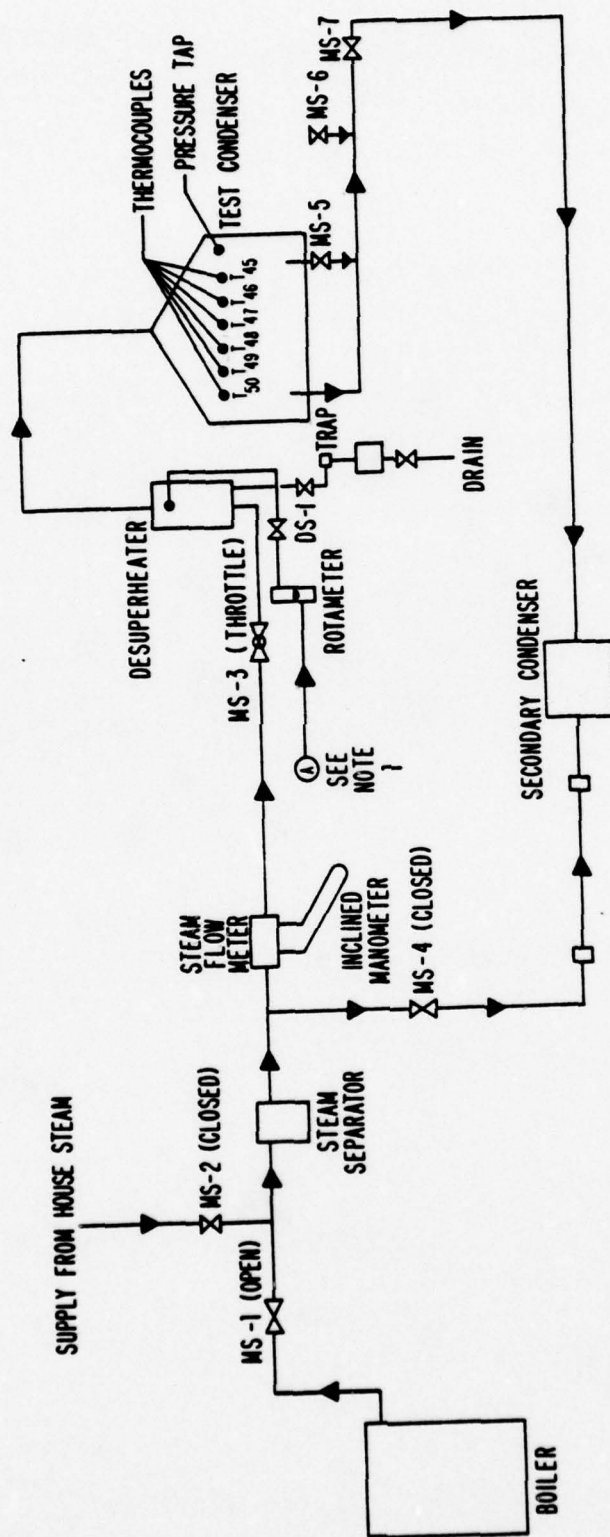 SUPPLY FROM HOUSE STEAM
MS-2 (CLOSED)
MS-1 (OPEN)
BOILER
STEAM
SEPARATOR
STEAM
FLOW
METER
INCLINED
MANOMETER
MS-4 (CLOSED)
DESUPERHEATER
MS-3 (THROTTLE)
A
SEE
NOTE
}
ROTAMETER
DS-1
TRAP
DRAIN
THERMOCOUPLES
PRESSURE TAP
TEST CONDENSER
T50 T49 T48 T47 T46 T45
MS-5
MS-6
MS-7
SECONDARY CONDENSER